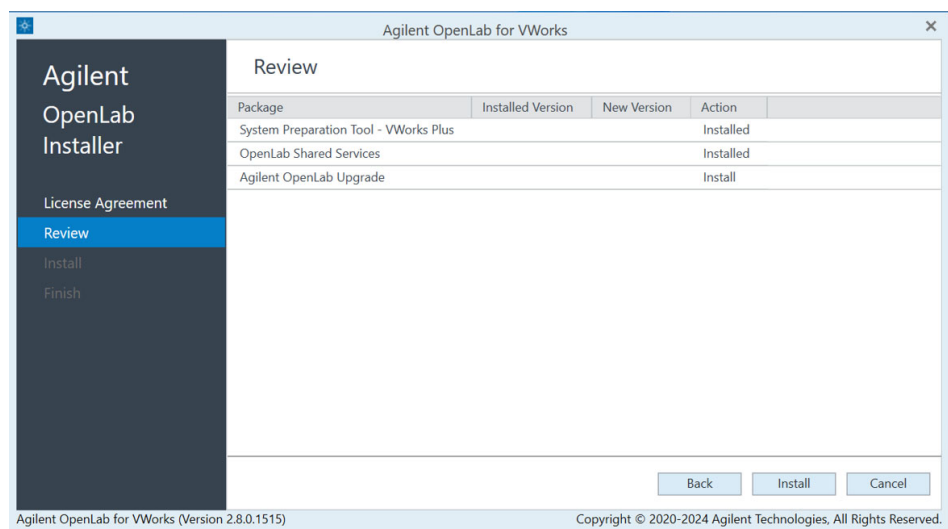 Agilent OpenLab for VWorks
Agilent
OpenLab
Installer
License Agreement
Review
Install
Finish
Review
Package Installed Version New Version Action
System Preparation Tool - VWorks Plus Installed
OpenLab Shared Services Installed
Agilent OpenLab Upgrade Install
Back Install Cancel
Agilent OpenLab for VWorks (Version 2.8.0.1515) Copyright © 2020-2024 Agilent Technologies, All Rights Reserved.